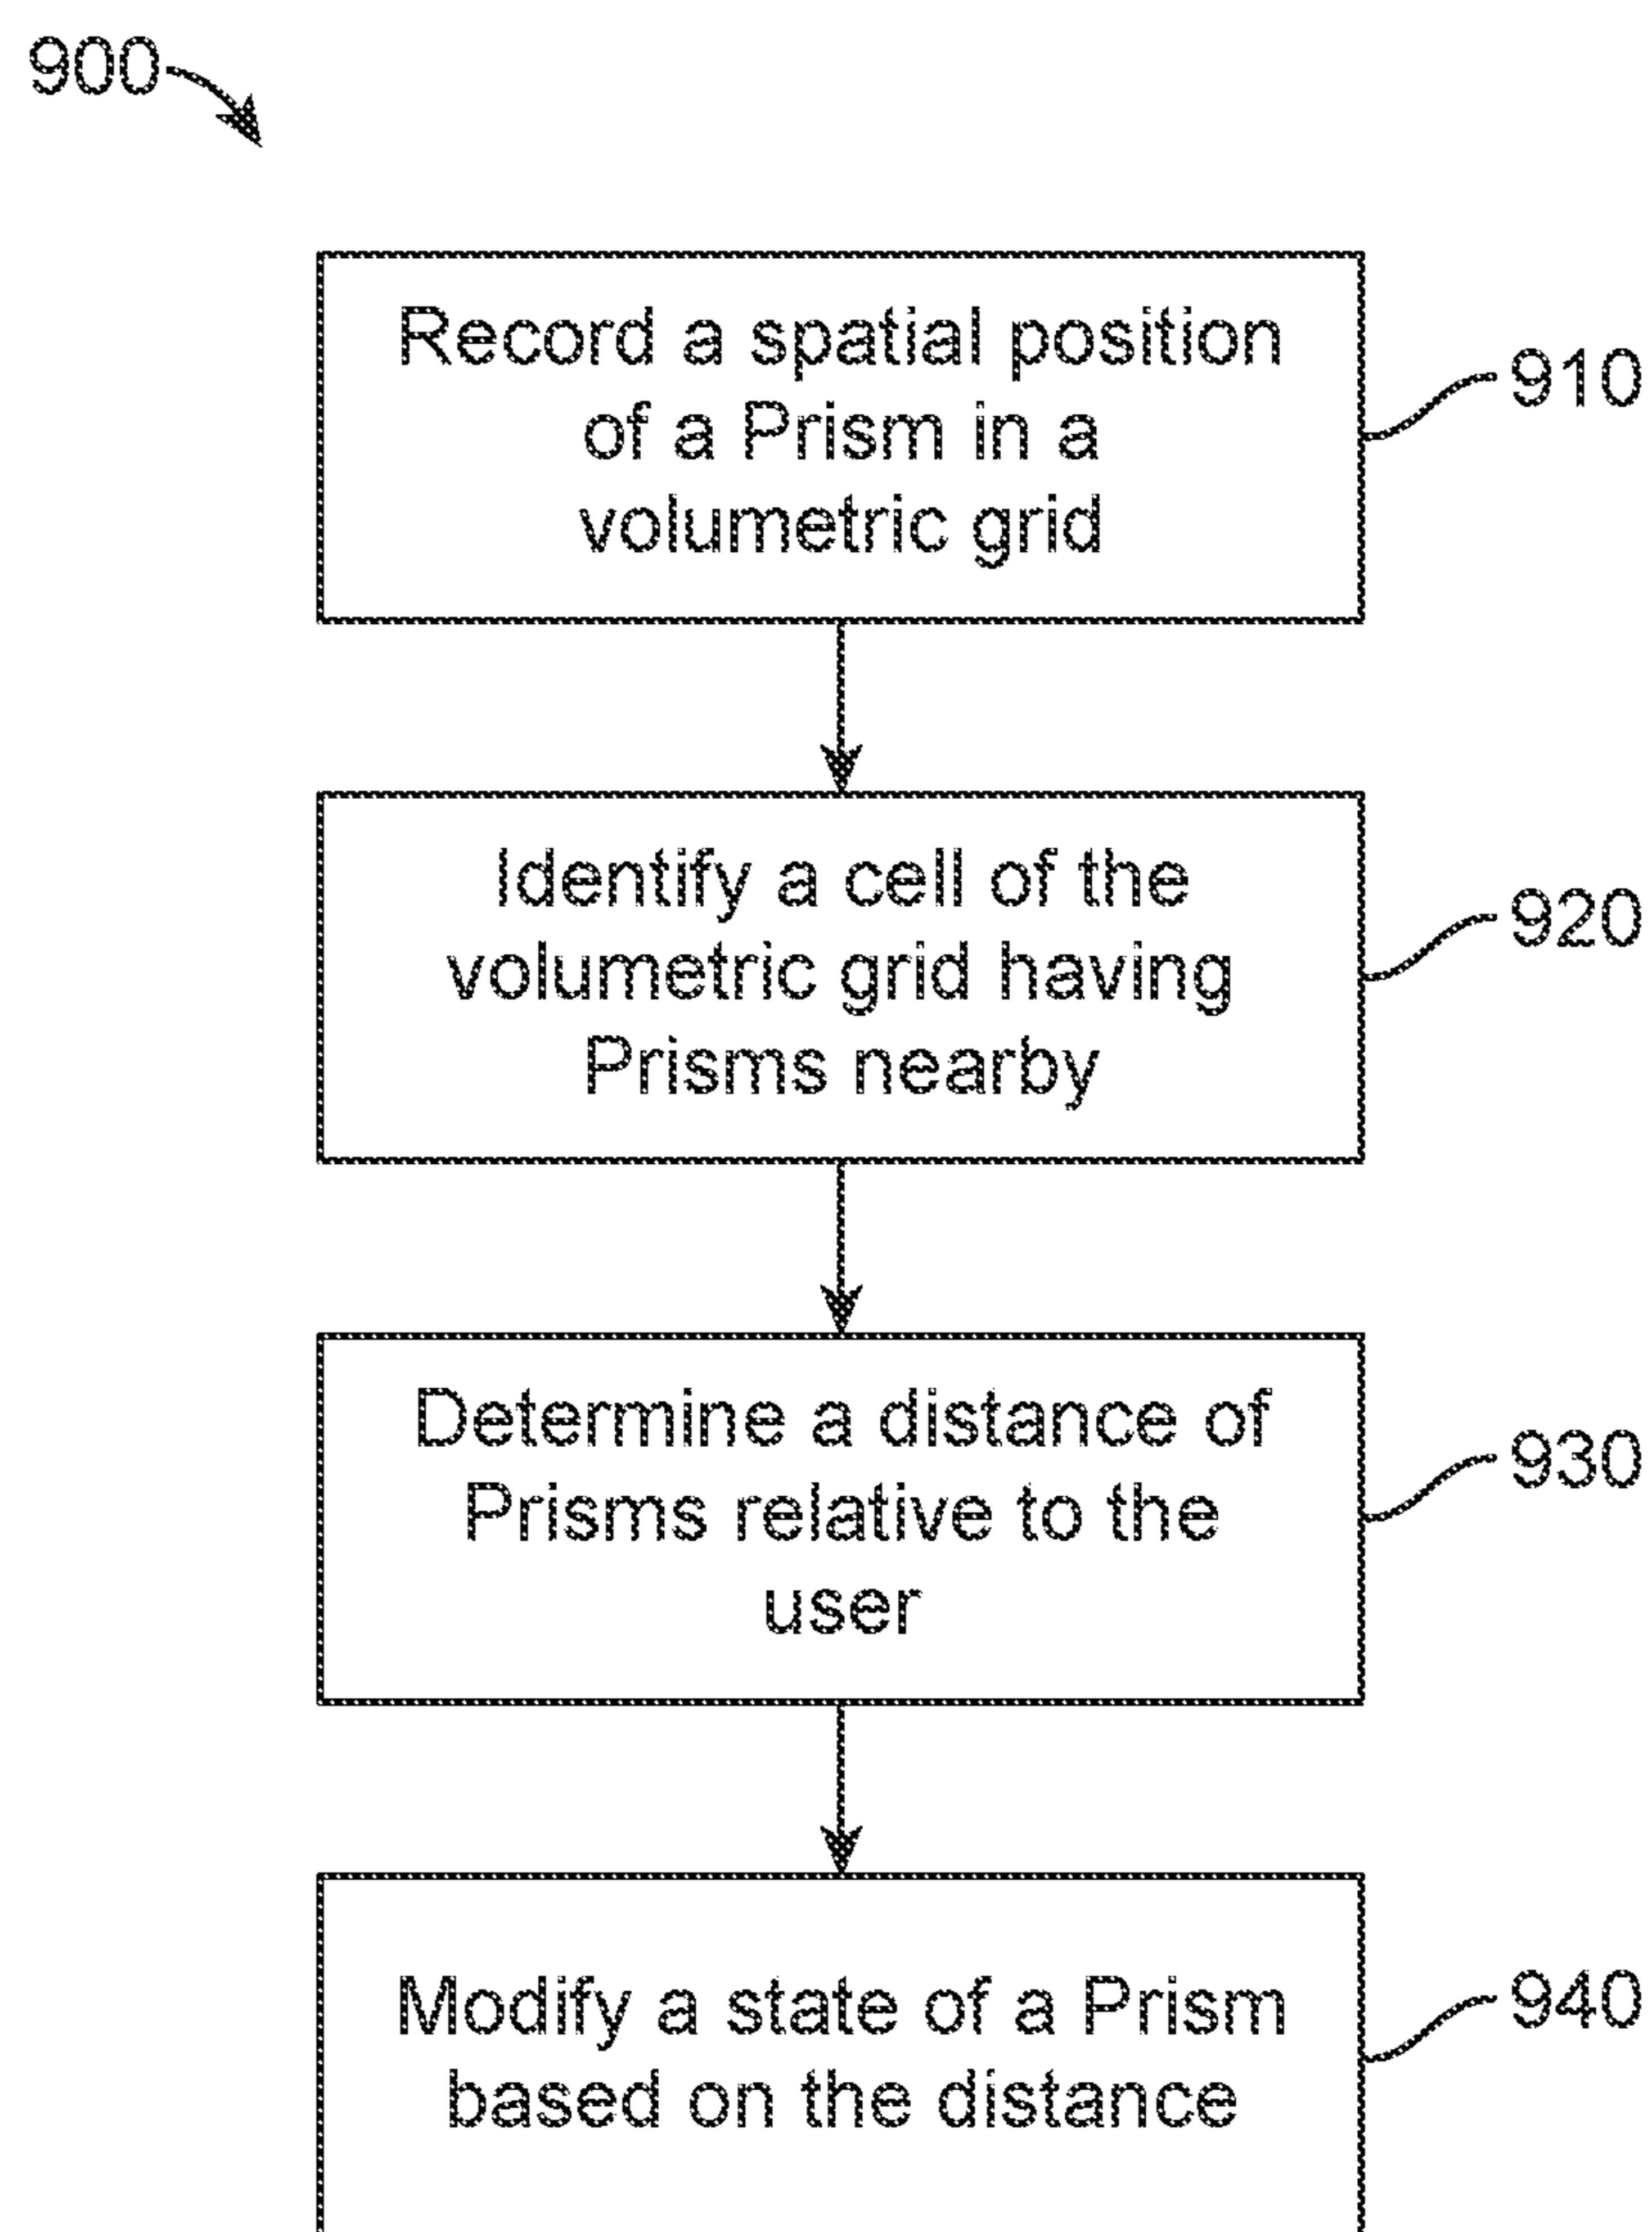 900
Record a spatial position
of a Prism in a
volumetric grid
910
Identify a cell of the
volumetric grid having
Prisms nearby
920
Determine a distance of
Prisms relative to the
user
930
Modify a state of a Prism
based on the distance
940